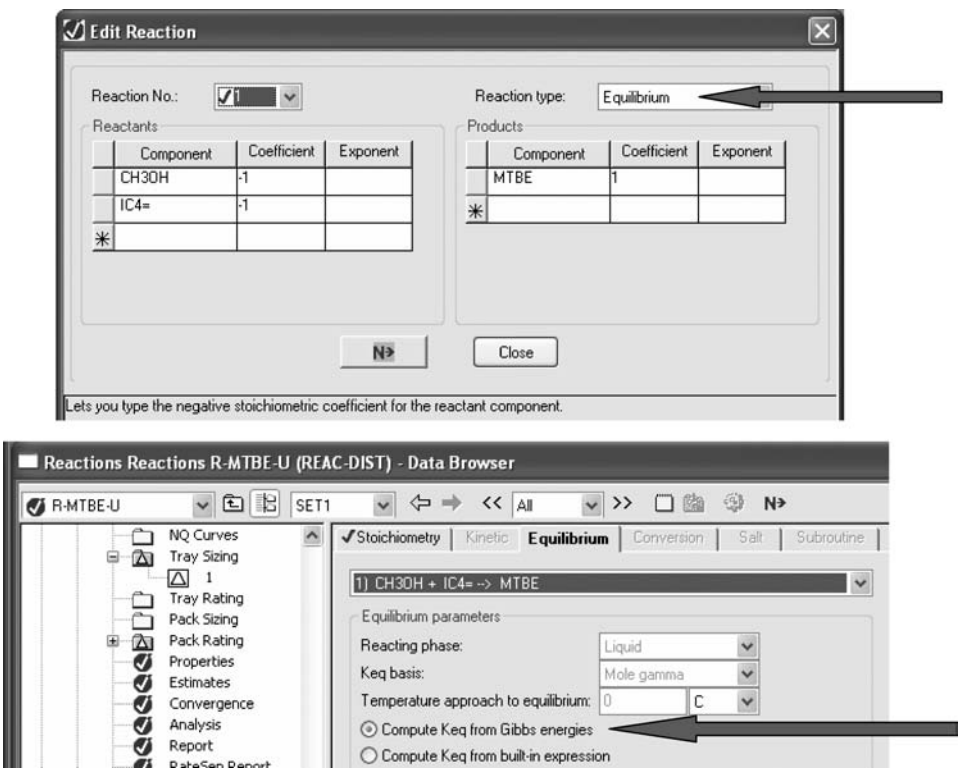 Edit Reaction
Reaction No.: 1 Reaction type: Equilibrium
Reactants Products
Component Coefficient Exponent Component Coefficient Exponent
CH3OH -1 MTBE 1
IC4= -1
N Close
Lets you type the negative stoichiometric coefficient for the reactant component.
Reactions Reactions R-MTBE-U (REAC-DIST) - Data Browser
R-MTBE-U SET1 << All >> N
NQ Curves Stoichiometry Kinetic Equilibrium Conversion Salt Subroutine
Tray Sizing
1 1) CH3OH + IC4= --> MTBE
Tray Rating
Pack Sizing Equilibrium parameters
Pack Rating Reacting phase: Liquid
Properties
Estimates Keq basis: Mole gamma
Convergence Temperature approach to equilibrium: 0 C
Analysis Compute Keq from Gibbs energies
Report Compute Keq from built-in expression
RateSep Report